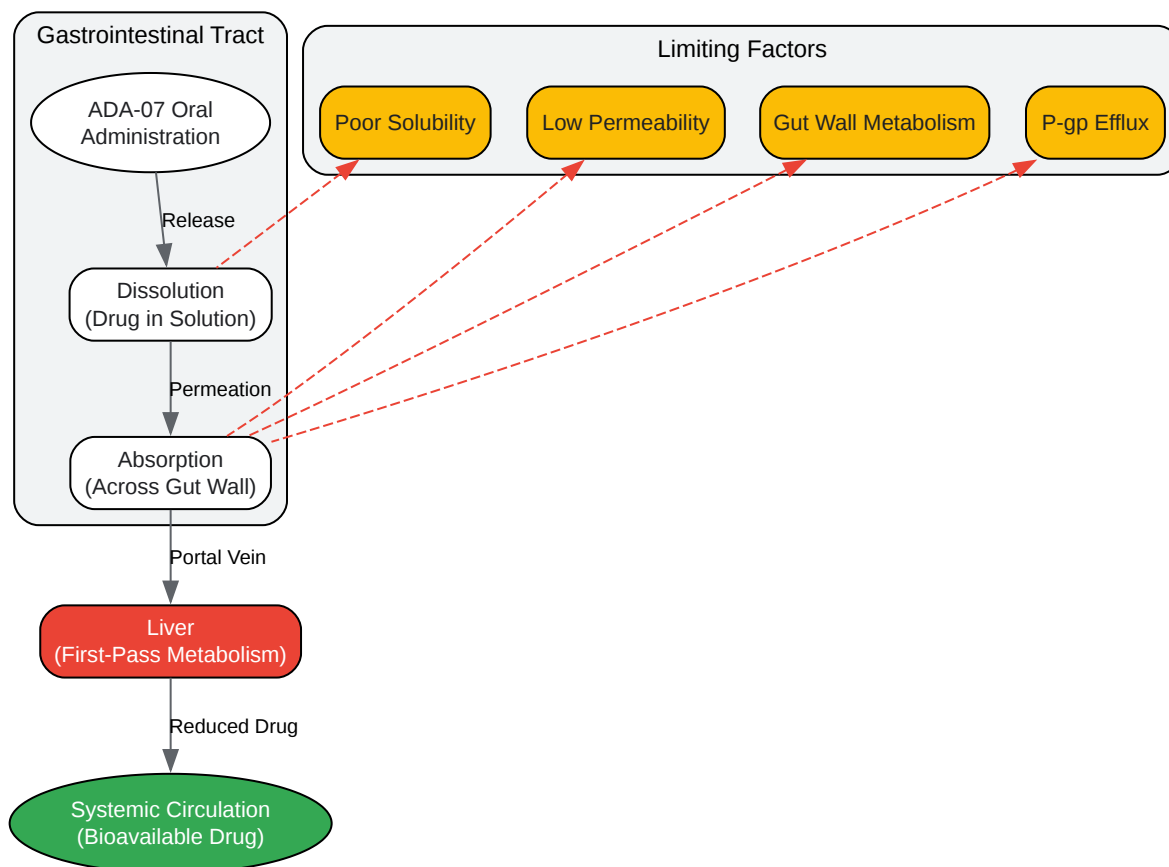 Gastrointestinal Tract
ADA-07 Oral
Administration
Release
Dissolution
(Drug in Solution)
Permeation
Absorption
(Across Gut Wall)
Portal Vein
Liver
(First-Pass Metabolism)
Reduced Drug
Systemic Circulation
(Bioavailable Drug)
Limiting Factors
Poor Solubility
Low Permeability
Gut Wall Metabolism
P-gp Efflux